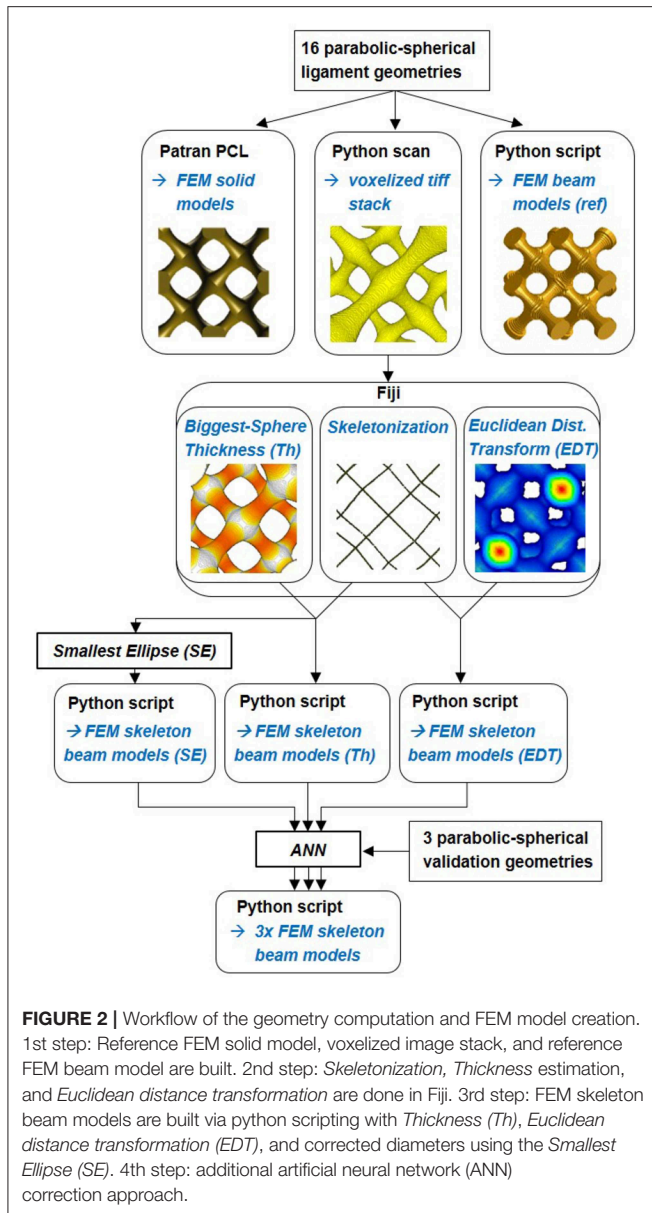 16 parabolic-spherical
ligament geometries
Patran PCL
→ FEM solid
models
Python scan
→ voxelized tiff
stack
Python script
→ FEM beam
models (ref)
Fiji
Biggest-Sphere
Thickness (Th)
Skeletonization
Euclidean Dist.
Transform (EDT)
Smallest Ellipse (SE)
Python script
→ FEM skeleton
beam models (SE)
Python script
→ FEM skeleton
beam models (Th)
Python script
→ FEM skeleton
beam models (EDT)
ANN
3 parabolic-spherical
validation geometries
Python script
→ 3x FEM skeleton
beam models
FIGURE 2 | Workflow of the geometry computation and FEM model creation.
1st step: Reference FEM solid model, voxelized image stack, and reference
FEM beam model are built. 2nd step: Skeletonization, Thickness estimation,
and Euclidean distance transformation are done in Fiji. 3rd step: FEM skeleton
beam models are built via python scripting with Thickness (Th), Euclidean
distance transformation (EDT), and corrected diameters using the Smallest
Ellipse (SE). 4th step: additional artificial neural network (ANN)
correction approach.